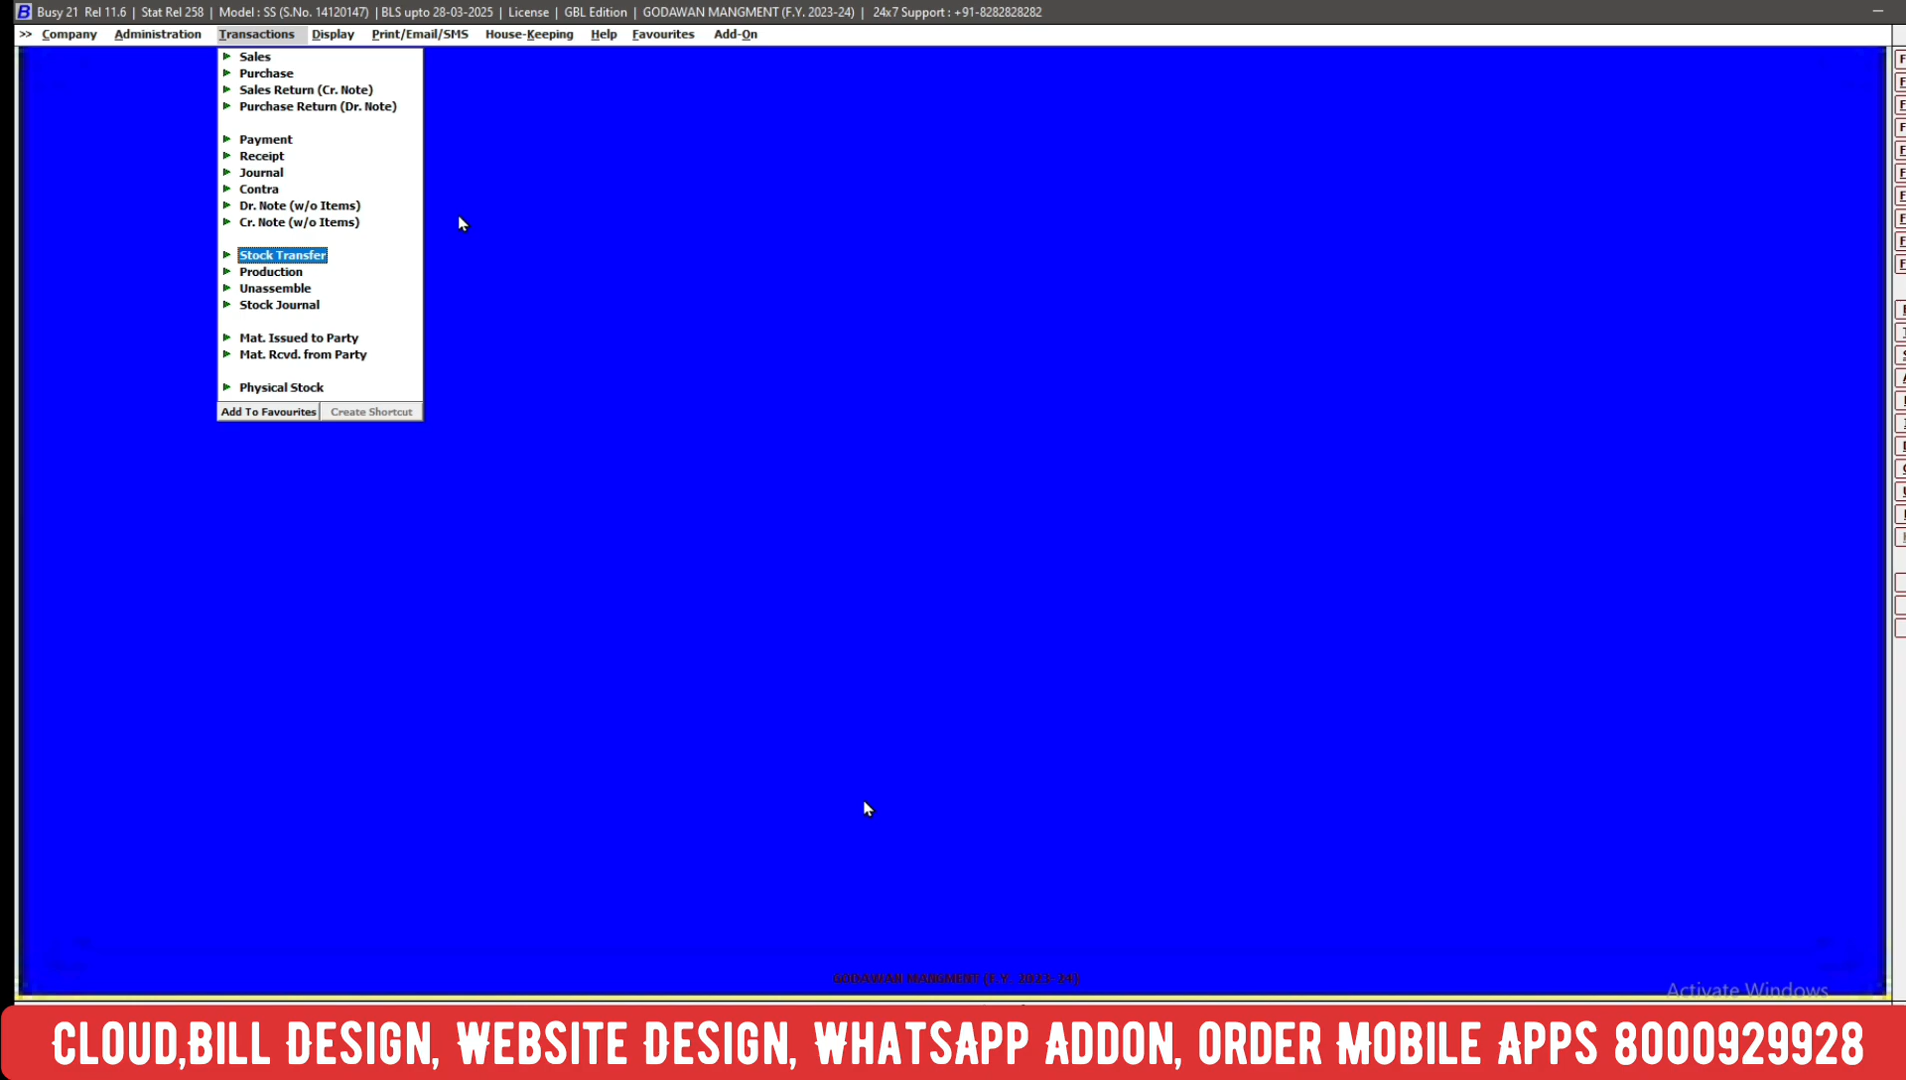 Busy 21 Rel 11.6 | Stat Rel 258 | Model : SS (S.No. 14120147) | BLS upto 28-03-2025 | License | GBL Edition | GODAWAN MANGMENT (F.Y. 2023-24) | 24x7 Support : +91-8282828282
>> Company Administration Transactions Display Print/Email/SMS House-Keeping Help Favourites Add-On
Sales
Purchase
Sales Return (Cr. Note)
Purchase Return (Dr. Note)
Payment
Receipt
Journal
Contra
Dr. Note (w/o Items)
Cr. Note (w/o Items)
Stock Transfer
Production
Unassemble
Stock Journal
Mat. Issued to Party
Mat. Rcvd. from Party
Physical Stock
Add To Favourites Create Shortcut
GODAWAN MANGMENT (F.Y. 2023-24)
Activate Windows
CLOUD,BILL DESIGN, WEBSITE DESIGN, WHATSAPP ADDON, ORDER MOBILE APPS 8000929928